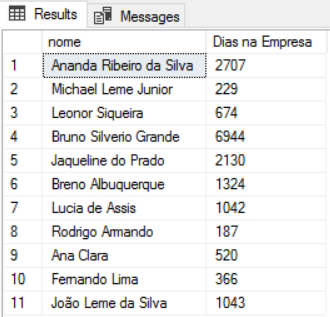 Results Messages
nome Dias na Empresa
1 Ananda Ribeiro da Silva 2707
2 Michael Leme Junior 229
3 Leonor Siqueira 674
4 Bruno Silverio Grande 6944
5 Jaqueline do Prado 2130
6 Breno Albuquerque 1324
7 Lucia de Assis 1042
8 Rodrigo Armando 187
9 Ana Clara 520
10 Fernando Lima 366
11 João Leme da Silva 1043